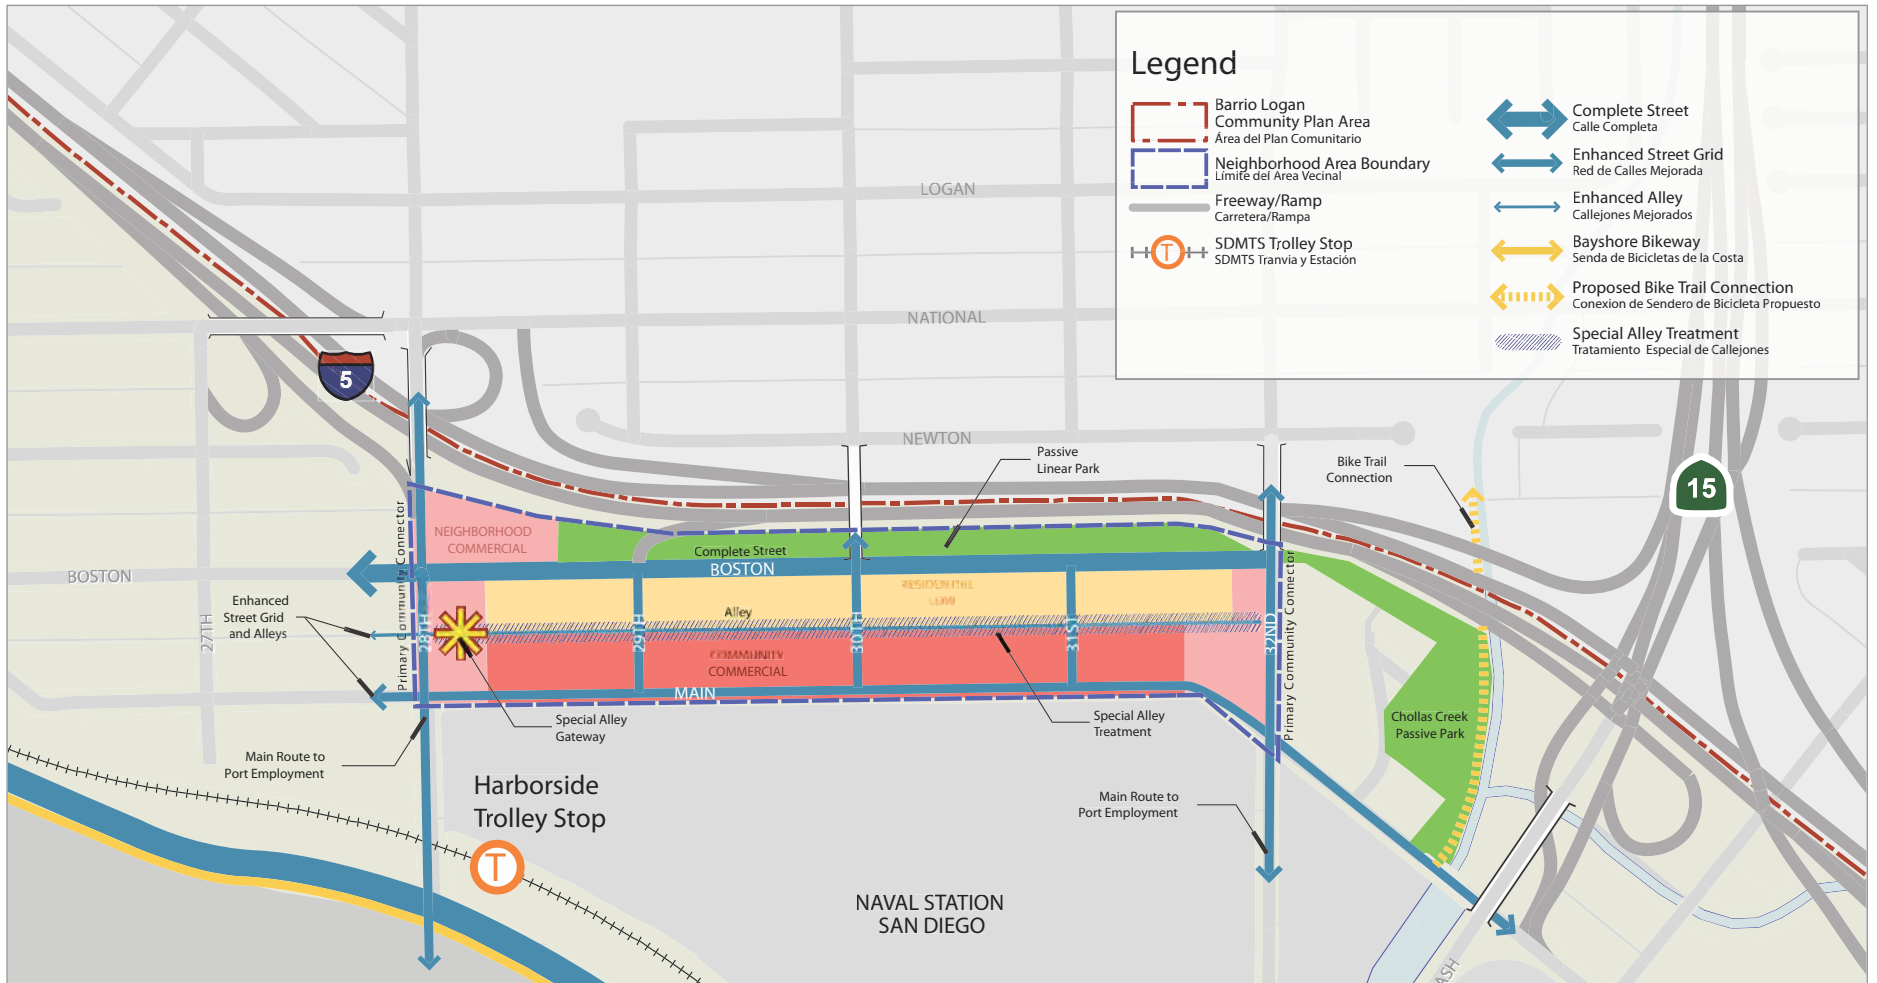 Legend
Barrio Logan
Community Plan Area
Área del Plan Comunitario
Neighborhood Area Boundary
Límite del Area Vecinal
Freeway/Ramp
Carretera/Rampa
T
SDMTS Trolley Stop
SDMTS Tranvia y Estación
Complete Street
Calle Completa
Enhanced Street Grid
Red de Calles Mejorada
Enhanced Alley
Callejones Mejorados
Bayshore Bikeway
Senda de Bicicletas de la Costa
Proposed Bike Trail Connection
Conexion de Sendero de Bicicleta Propuesto
Special Alley Treatment
Tratamiento Especial de Callejones
LOGAN
NATIONAL
NEWTON
5
15
Passive
Linear Park
Bike Trail
Connection
NEIGHBORHOOD
COMMERCIAL
Complete Street
BOSTON
BOSTON
RESIDENTIAL
LOW
Alley
Enhanced
Street Grid
and Alleys
27TH
Primary Community Connector
28TH
29TH
30TH
31ST
32ND
Primary Community Connector
COMMUNITY
COMMERCIAL
MAIN
Special Alley
Gateway
Special Alley
Treatment
Chollas Creek
Passive Park
Main Route to
Port Employment
Harborside
Trolley Stop
T
Main Route to
Port Employment
NAVAL STATION
SAN DIEGO
ASH